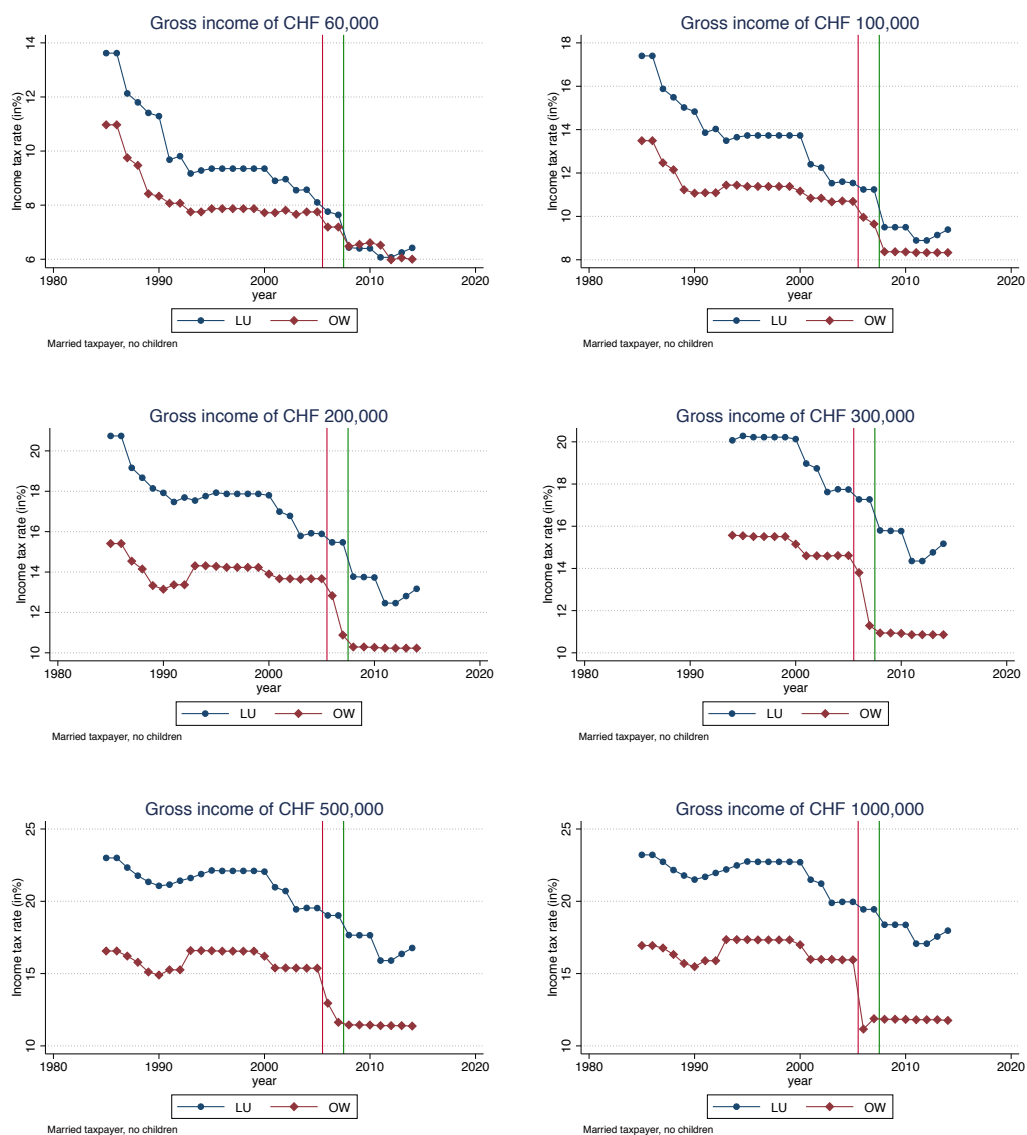 Gross income of CHF 60,000
Income tax rate (in%)
14
12
10
8
6
1980 1990 2000 2010 2020
year
LU OW
Married taxpayer, no children
Gross income of CHF 100,000
Income tax rate (in%)
18
16
14
12
10
8
1980 1990 2000 2010 2020
year
LU OW
Married taxpayer, no children
Gross income of CHF 200,000
Income tax rate (in%)
20
18
16
14
12
10
1980 1990 2000 2010 2020
year
LU OW
Married taxpayer, no children
Gross income of CHF 300,000
Income tax rate (in%)
20
18
16
14
12
10
1980 1990 2000 2010 2020
year
LU OW
Married taxpayer, no children
Gross income of CHF 500,000
Income tax rate (in%)
25
20
15
10
1980 1990 2000 2010 2020
year
LU OW
Married taxpayer, no children
Gross income of CHF 1000,000
Income tax rate (in%)
25
20
15
10
1980 1990 2000 2010 2020
year
LU OW
Married taxpayer, no children